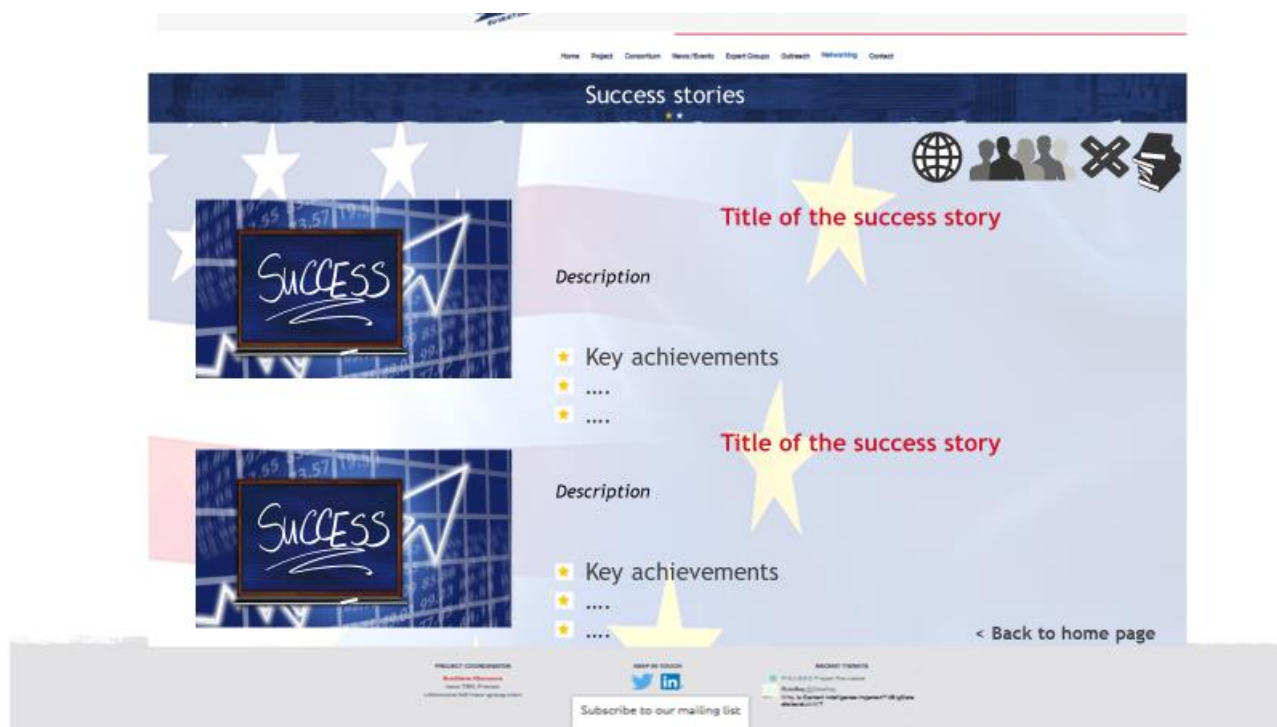 Home Project Consortium News/Events Expert Groups Outreach Networking Contact
Success stories
Title of the success story
SUCCESS
Description
Key achievements
....
....
Title of the success story
SUCCESS
Description
Key achievements
....
....
< Back to home page
PROJECT COORDINATOR
KEEP IN TOUCH
RECENT TWEETS
Subscribe to our mailing list